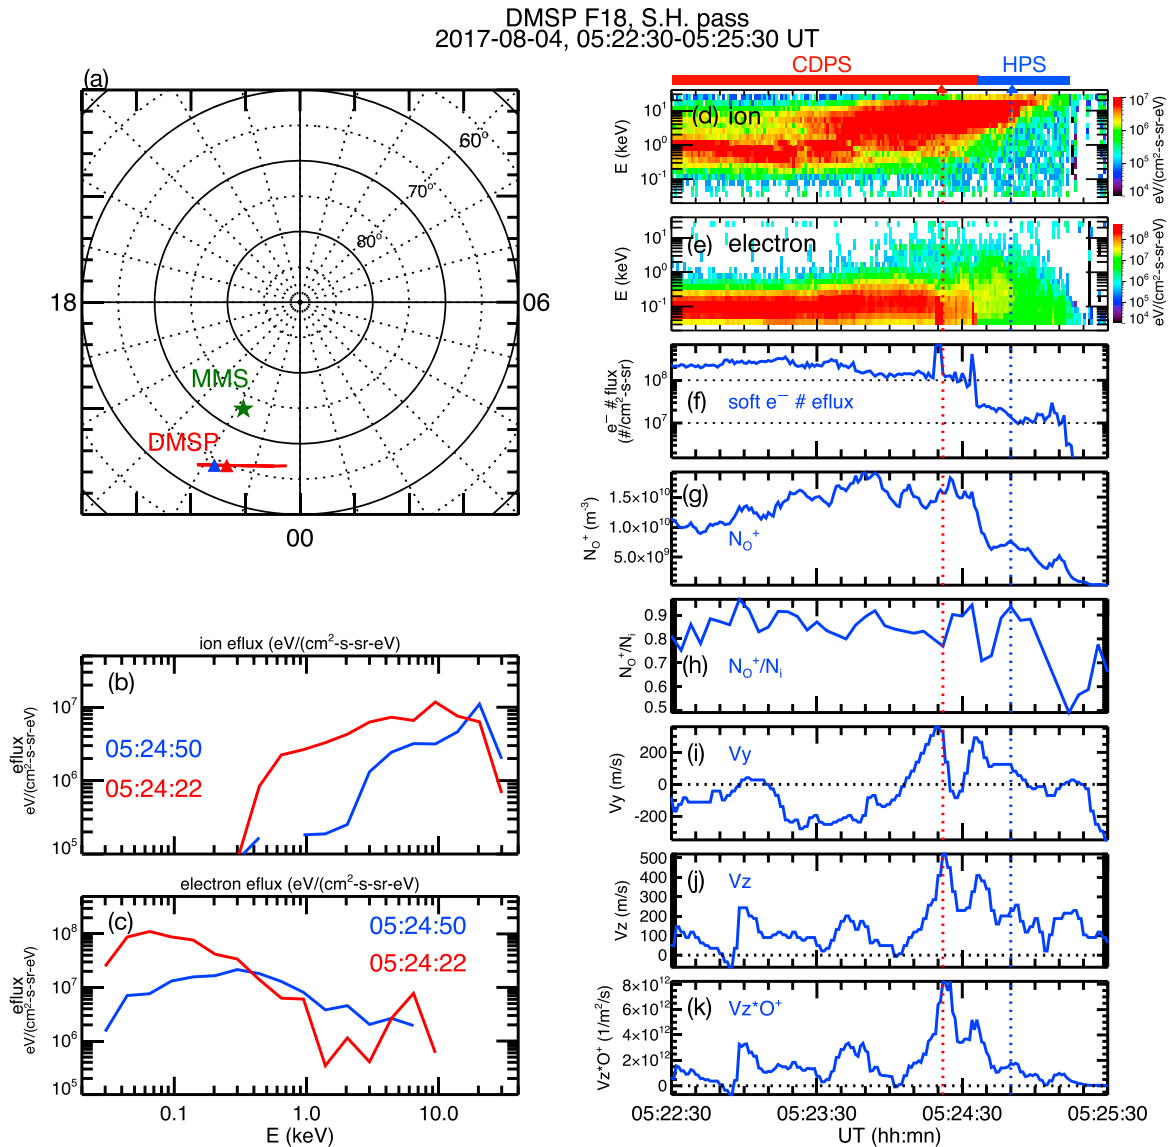 DMSP F18, S.H. pass
2017-08-04, 05:22:30-05:25:30 UT
(a)
60°
70°
80°
18
06
MMS
DMSP
00
CDPS
HPS
(d) ion
E (keV)
10¹
10⁰
10⁻¹
10⁷
10⁶
10⁵
10⁴
eV/(cm²-s-sr-eV)
(e) electron
E (keV)
10¹
10⁰
10⁻¹
10⁸
10⁷
10⁶
10⁵
10⁴
eV/(cm²-s-sr-eV)
(f)
soft e⁻ # eflux
e⁻ # flux
(#/cm²-s-sr)
10⁸
10⁷
(g)
N_O⁺
N_O⁺ (m⁻³)
1.5×10¹⁰
1.0×10¹⁰
5.0×10⁹
(h)
N_O⁺/N_i
N_O⁺/N_i
0.9
0.8
0.7
0.6
0.5
(i)
Vy
Vy (m/s)
200
0
-200
(j)
Vz
Vz (m/s)
500
400
300
200
100
0
(k)
Vz*O⁺
Vz*O⁺ (1/m²/s)
8×10¹²
6×10¹²
4×10¹²
2×10¹²
0
05:22:30
05:23:30
05:24:30
05:25:30
UT (hh:mn)
ion eflux (eV/(cm²-s-sr-eV)
(b)
05:24:50
05:24:22
eflux
eV/(cm²-s-sr-eV)
10⁷
10⁶
10⁵
electron eflux (eV/(cm²-s-sr-eV)
(c)
05:24:50
05:24:22
eflux
eV/(cm²-s-sr-eV)
10⁸
10⁷
10⁶
10⁵
0.1
1.0
10.0
E (keV)